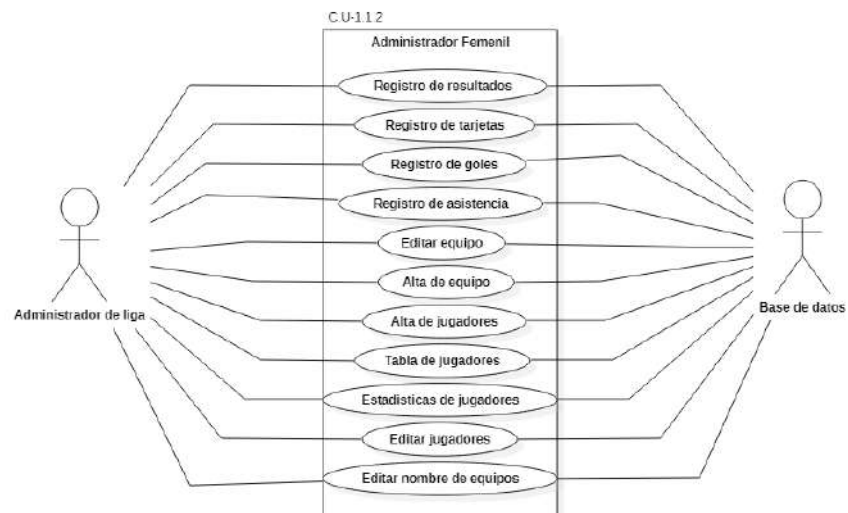 C.U-1.1.2
Administrador Femenil
Registro de resultados
Registro de tarjetas
Registro de goles
Registro de asistencia
Editar equipo
Alta de equipo
Administrador de liga
Base de datos
Alta de jugadores
Tabla de jugadores
Estadisticas de jugadores
Editar jugadores
Editar nombre de equipos